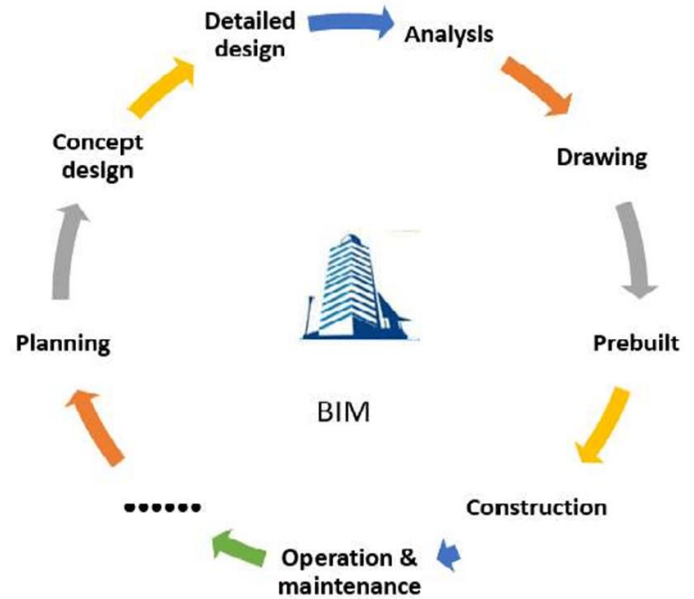 Detailed
design
Analysis
Concept
design
Drawing
Planning
Prebuilt
BIM
......
Construction
Operation &
maintenance